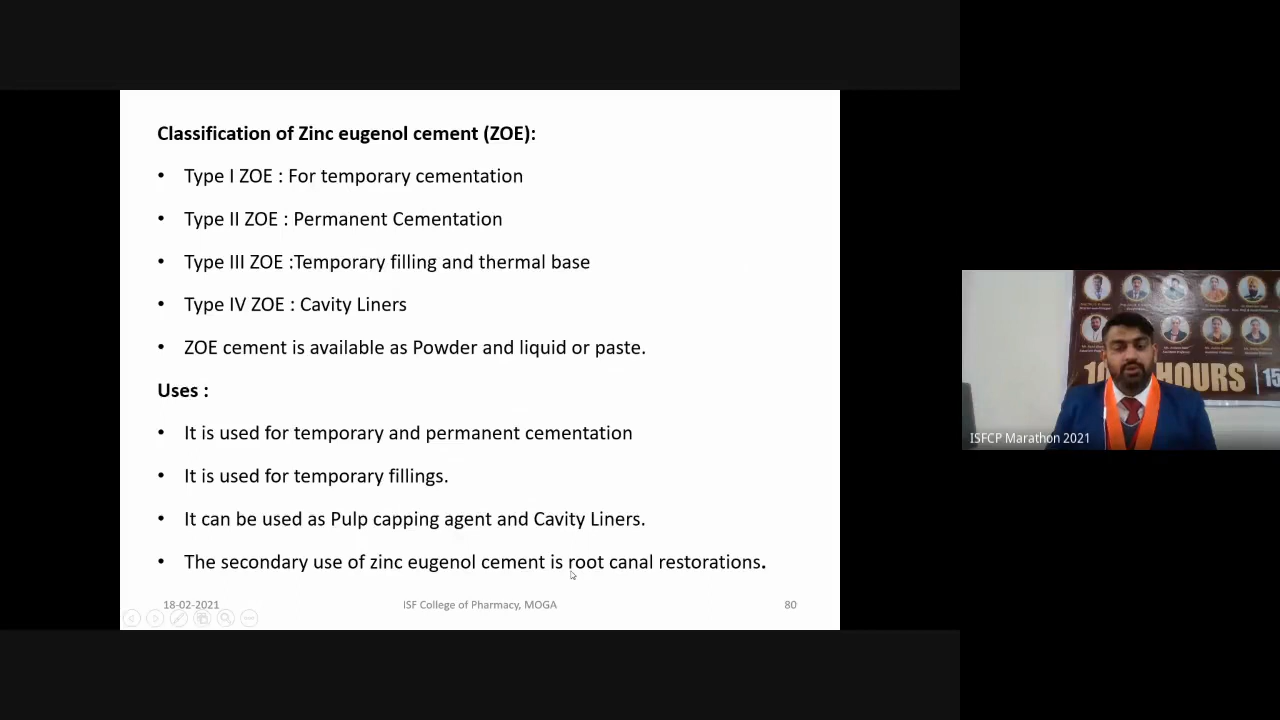 Classification of Zinc eugenol cement (ZOE):
• Type I ZOE : For temporary cementation
• Type II ZOE : Permanent Cementation
• Type III ZOE :Temporary filling and thermal base
• Type IV ZOE : Cavity Liners
• ZOE cement is available as Powder and liquid or paste.
Uses :
• It is used for temporary and permanent cementation
• It is used for temporary fillings.
• It can be used as Pulp capping agent and Cavity Liners.
• The secondary use of zinc eugenol cement is root canal restorations.
18-02-2021 ISF College of Pharmacy, MOGA 80
HOURS
ISFCP Marathon 2021